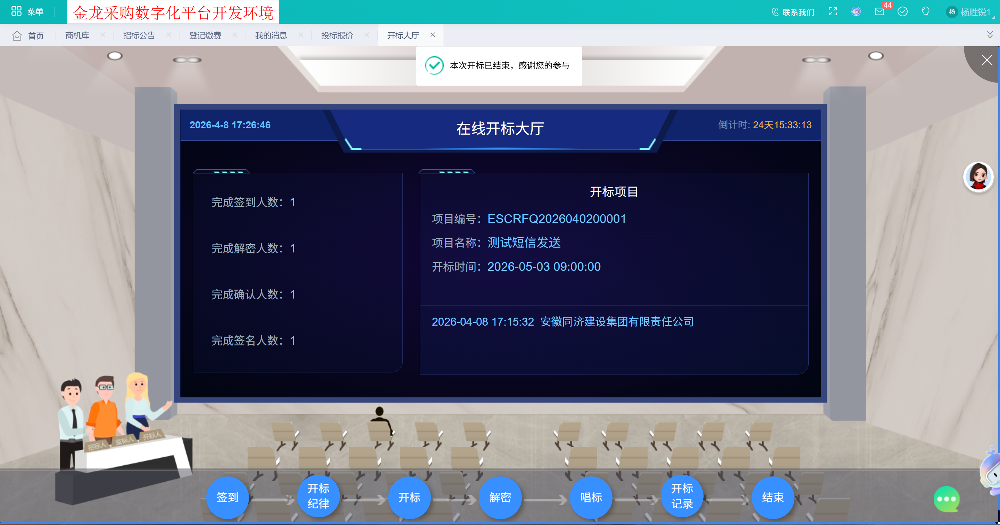 菜单
金龙采购数字化平台开发环境
联系我们
44
杨
杨胜锐1
首页
商机库
招标公告
登记缴费
我的消息
投标报价
开标大厅
本次开标已结束，感谢您的参与
2026-4-8 17:26:46
在线开标大厅
倒计时: 24天15:33:13
完成签到人数：1
完成解密人数：1
完成确认人数：1
完成签名人数：1
开标项目
项目编号：ESCRFQ2026040200001
项目名称：测试短信发送
开标时间：2026-05-03 09:00:00
2026-04-08 17:15:32 安徽同济建设集团有限责任公司
招标人
监标人
开标人
签到
开标
纪律
开标
解密
唱标
开标
记录
结束